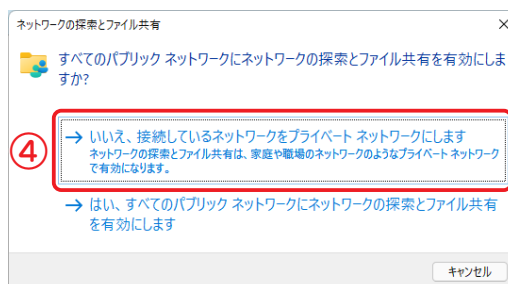 ネットワークの探索とファイル共有
すべてのパブリック ネットワークにネットワークの探索とファイル共有を有効にしま
すか?
④
→ いいえ、接続しているネットワークをプライベート ネットワークにします
ネットワークの探索とファイル共有は、家庭や職場のネットワークのようなプライベート ネットワーク
で有効になります。
→ はい、すべてのパブリック ネットワークにネットワークの探索とファイル共有
を有効にします
キャンセル